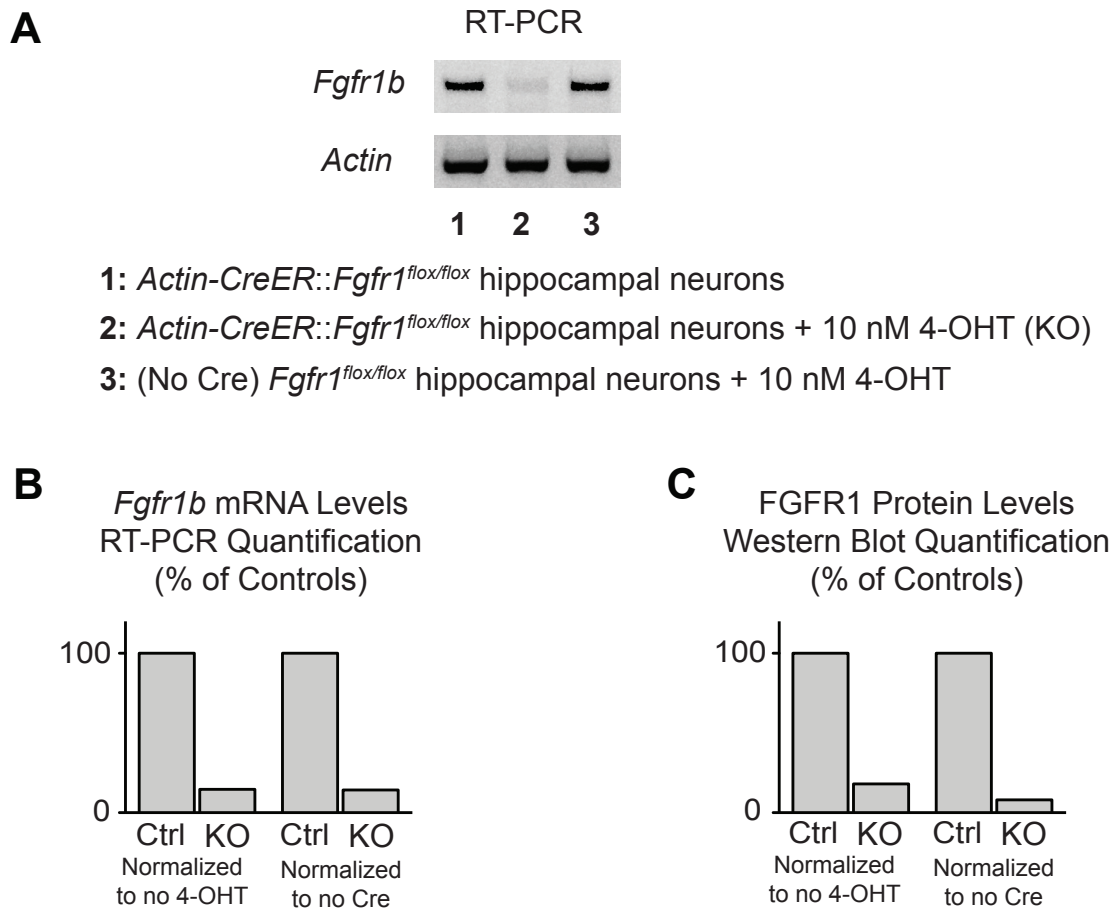 A
RT-PCR
Fgfr1b
Actin
1 2 3
1: Actin-CreER::Fgfr1flox/flox hippocampal neurons
2: Actin-CreER::Fgfr1flox/flox hippocampal neurons + 10 nM 4-OHT (KO)
3: (No Cre) Fgfr1flox/flox hippocampal neurons + 10 nM 4-OHT
B
Fgfr1b mRNA Levels
RT-PCR Quantification
(% of Controls)
100
0
Ctrl KO Ctrl KO
Normalized
to no 4-OHT
Normalized
to no Cre
C
FGFR1 Protein Levels
Western Blot Quantification
(% of Controls)
100
0
Ctrl KO Ctrl KO
Normalized
to no 4-OHT
Normalized
to no Cre